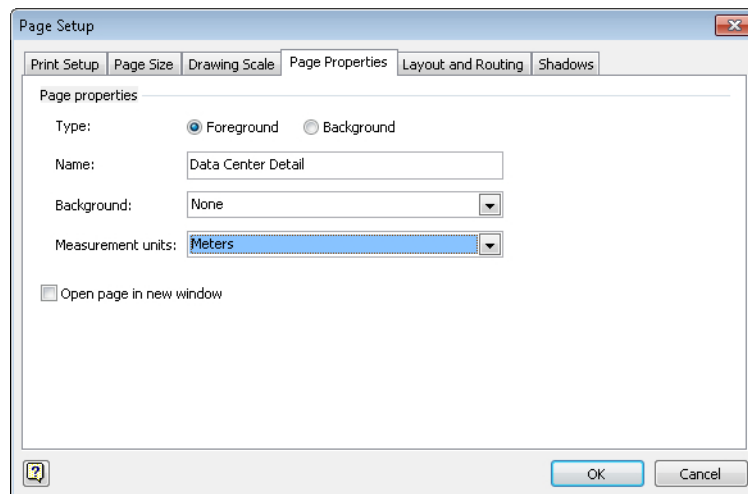 Page Setup
Print Setup Page Size Drawing Scale Page Properties Layout and Routing Shadows
Page properties
Type: Foreground Background
Name: Data Center Detail
Background: None
Measurement units: Meters
Open page in new window
? OK Cancel